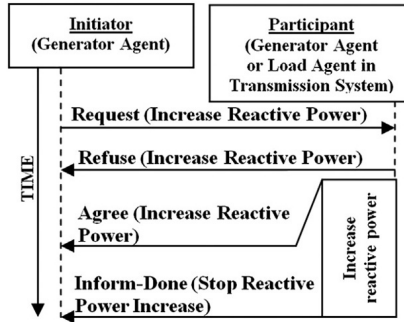 Initiator
(Generator Agent)
Participant
(Generator Agent
or Load Agent in
Transmission System)
Request (Increase Reactive Power)
Refuse (Increase Reactive Power)
Agree (Increase Reactive
Power)
Inform-Done (Stop Reactive
Power Increase)
TIME
Increase
reactive power